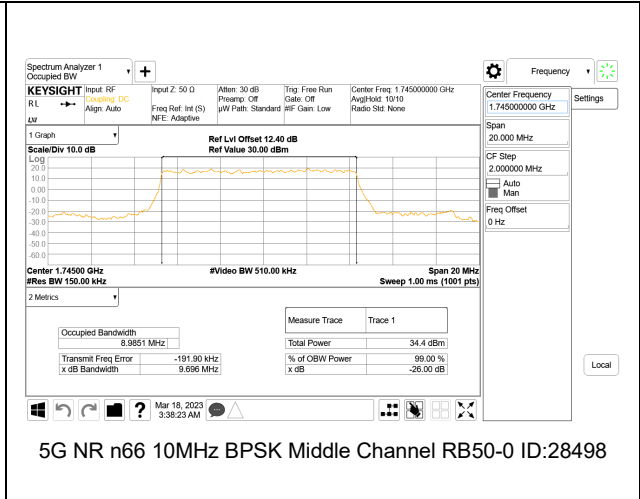 Spectrum Analyzer 1
Occupied BW
+
Frequency
KEYSIGHT
RL
Input: RF
Coupling: DC
Align: Auto
Input Z: 50 Ω
Freq Ref: Int (S)
NFE: Adaptive
Atten: 30 dB
Preamp: Off
µW Path: Standard
Trig: Free Run
Gate: Off
#IF Gain: Low
Center Freq: 1.745000000 GHz
Avg|Hold: 10/10
Radio Std: None
Center Frequency
1.745000000 GHz
Settings
Span
20.000 MHz
CF Step
2.000000 MHz
Auto
Man
Freq Offset
0 Hz
Local
1 Graph
Scale/Div 10.0 dB
Ref Lvl Offset 12.40 dB
Ref Value 30.00 dBm
Log
20.0
10.0
0.00
-10.0
-20.0
-30.0
-40.0
-50.0
-60.0
Center 1.74500 GHz
#Video BW 510.00 kHz
Span 20 MHz
#Res BW 150.00 kHz
Sweep 1.00 ms (1001 pts)
2 Metrics
Measure Trace Trace 1
Occupied Bandwidth
8.9851 MHz
Total Power 34.4 dBm
Transmit Freq Error -191.90 kHz
% of OBW Power 99.00 %
x dB Bandwidth 9.696 MHz
x dB -26.00 dB
?
Mar 18, 2023
3:38:23 AM
5G NR n66 10MHz BPSK Middle Channel RB50-0 ID:28498